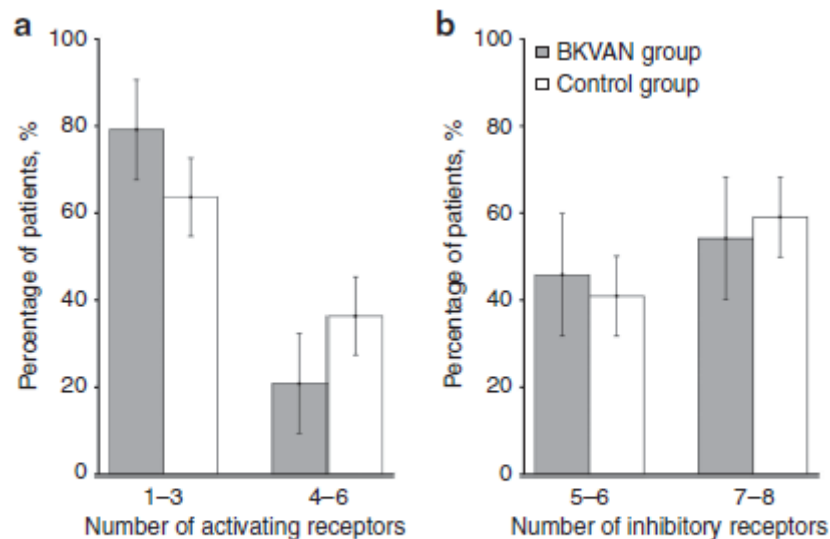 a
100
80
60
40
20
0
Percentage of patients, %
1–3
4–6
Number of activating receptors
b
100
80
60
40
20
0
Percentage of patients, %
BKVAN group
Control group
5–6
7–8
Number of inhibitory receptors